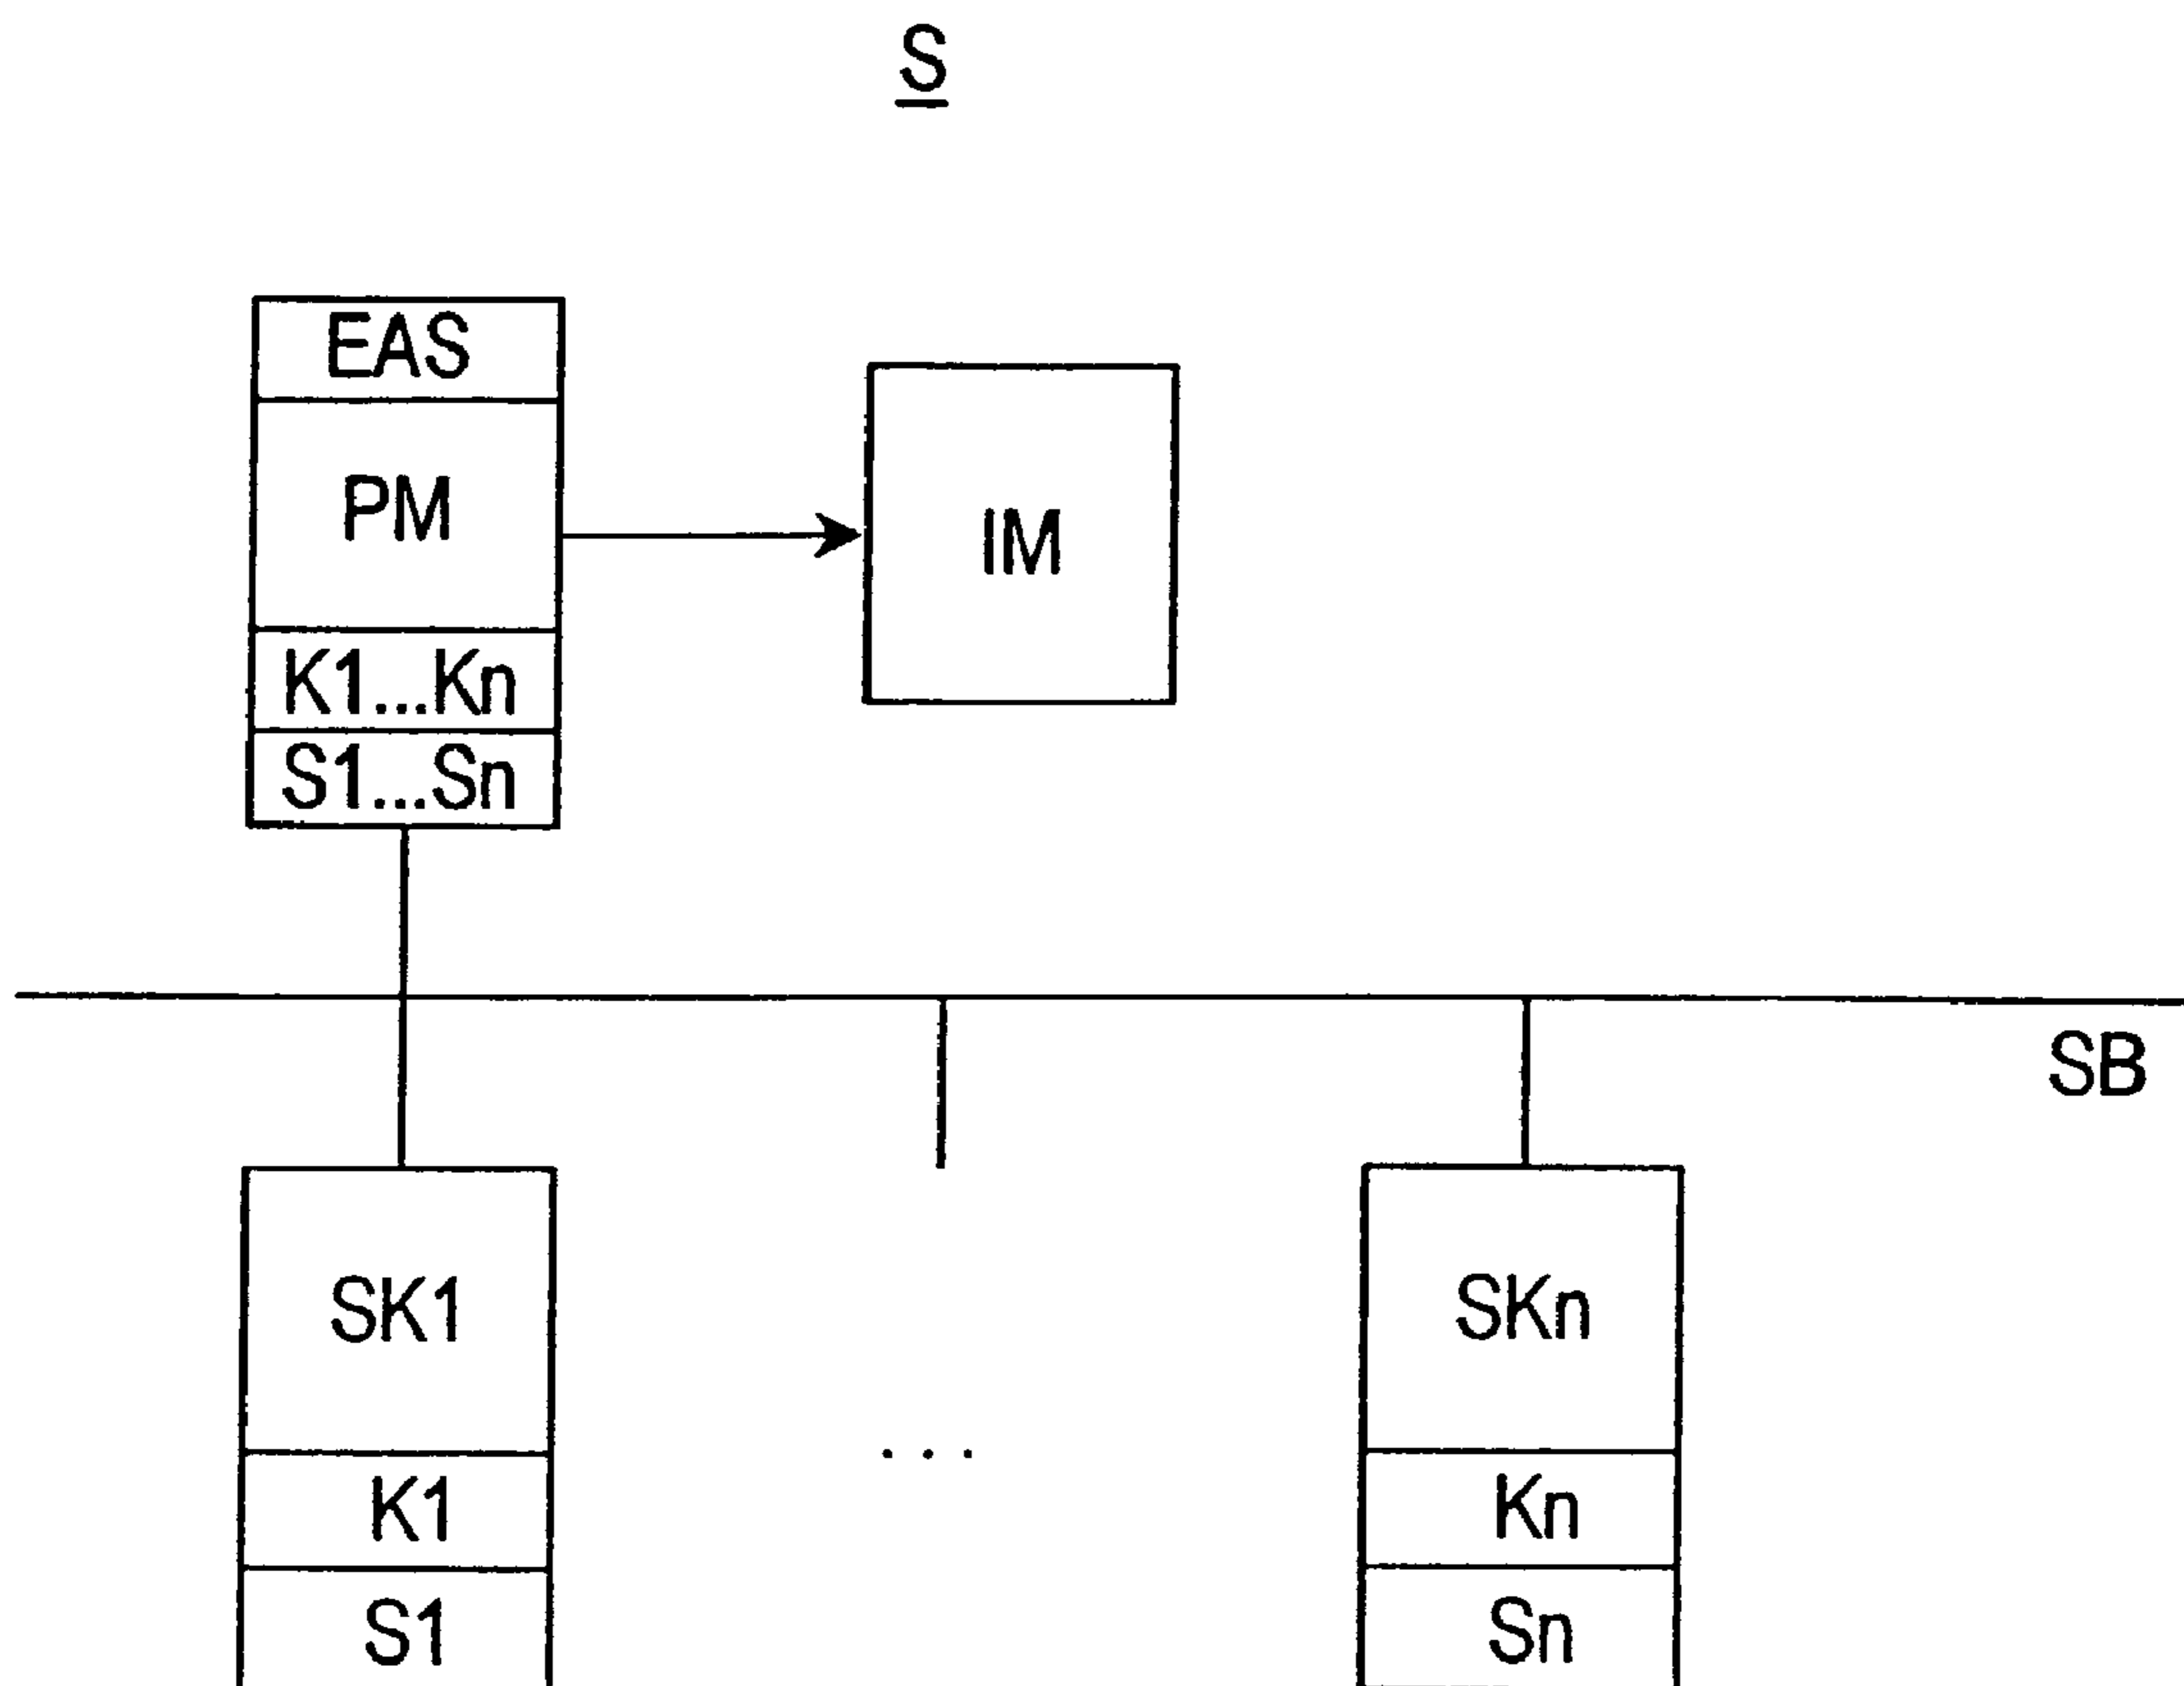 S
EAS
PM
IM
K1...Kn
S1...Sn
SB
SK1
SKn
...
K1
Kn
S1
Sn